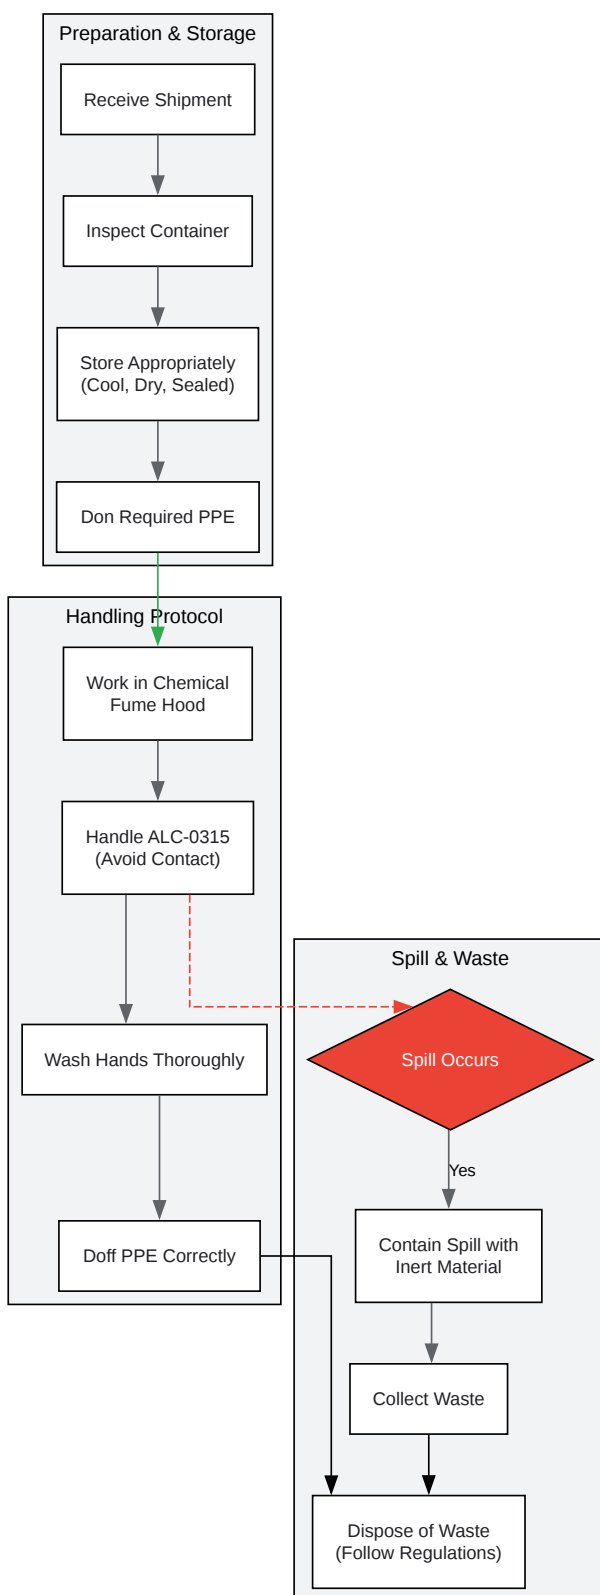 Preparation & Storage
Receive Shipment
Inspect Container
Store Appropriately
(Cool, Dry, Sealed)
Don Required PPE
Handling Protocol
Work in Chemical
Fume Hood
Handle ALC-0315
(Avoid Contact)
Wash Hands Thoroughly
Doff PPE Correctly
Spill & Waste
Spill Occurs
Yes
Contain Spill with
Inert Material
Collect Waste
Dispose of Waste
(Follow Regulations)